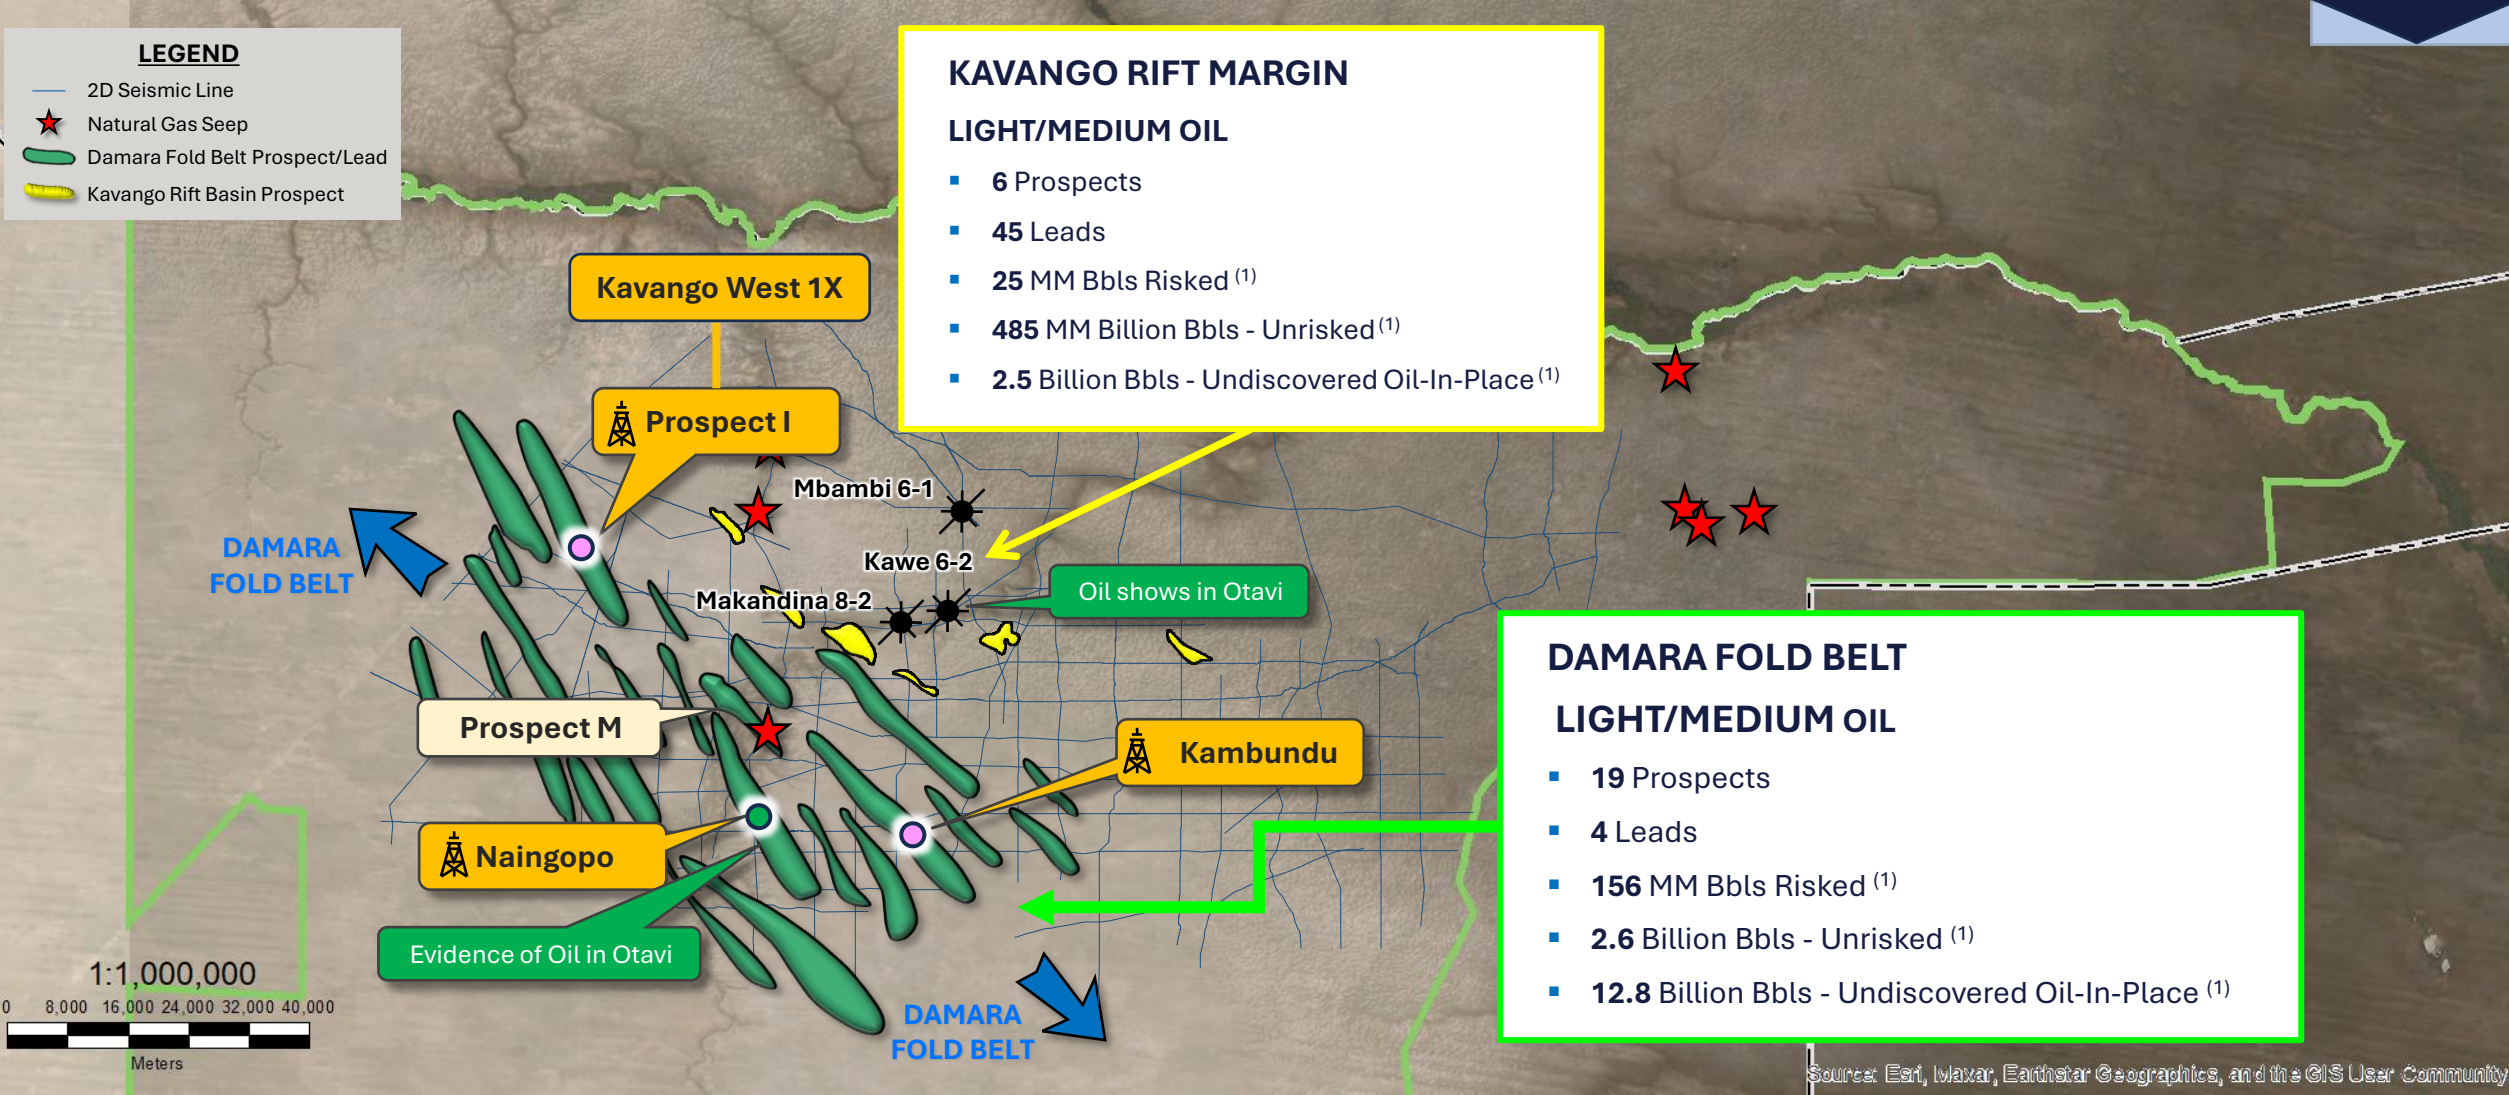 LEGEND
2D Seismic Line
Natural Gas Seep
Damara Fold Belt Prospect/Lead
Kavango Rift Basin Prospect
KAVANGO RIFT MARGIN
LIGHT/MEDIUM OIL
▪ 6 Prospects
▪ 45 Leads
▪ 25 MM Bbls Risked (1)
▪ 485 MM Billion Bbls - Unrisked (1)
▪ 2.5 Billion Bbls - Undiscovered Oil-In-Place (1)
Kavango West 1X
Prospect I
Mbambi 6-1
DAMARA
FOLD BELT
Kawe 6-2
Makandina 8-2
Oil shows in Otavi
Prospect M
Kambundu
Naingopo
Evidence of Oil in Otavi
DAMARA FOLD BELT
LIGHT/MEDIUM OIL
▪ 19 Prospects
▪ 4 Leads
▪ 156 MM Bbls Risked (1)
▪ 2.6 Billion Bbls - Unrisked (1)
▪ 12.8 Billion Bbls - Undiscovered Oil-In-Place (1)
1:1,000,000
0 8,000 16,000 24,000 32,000 40,000
Meters
DAMARA
FOLD BELT
Source: Esri, Maxar, Earthstar Geographics, and the GIS User Community